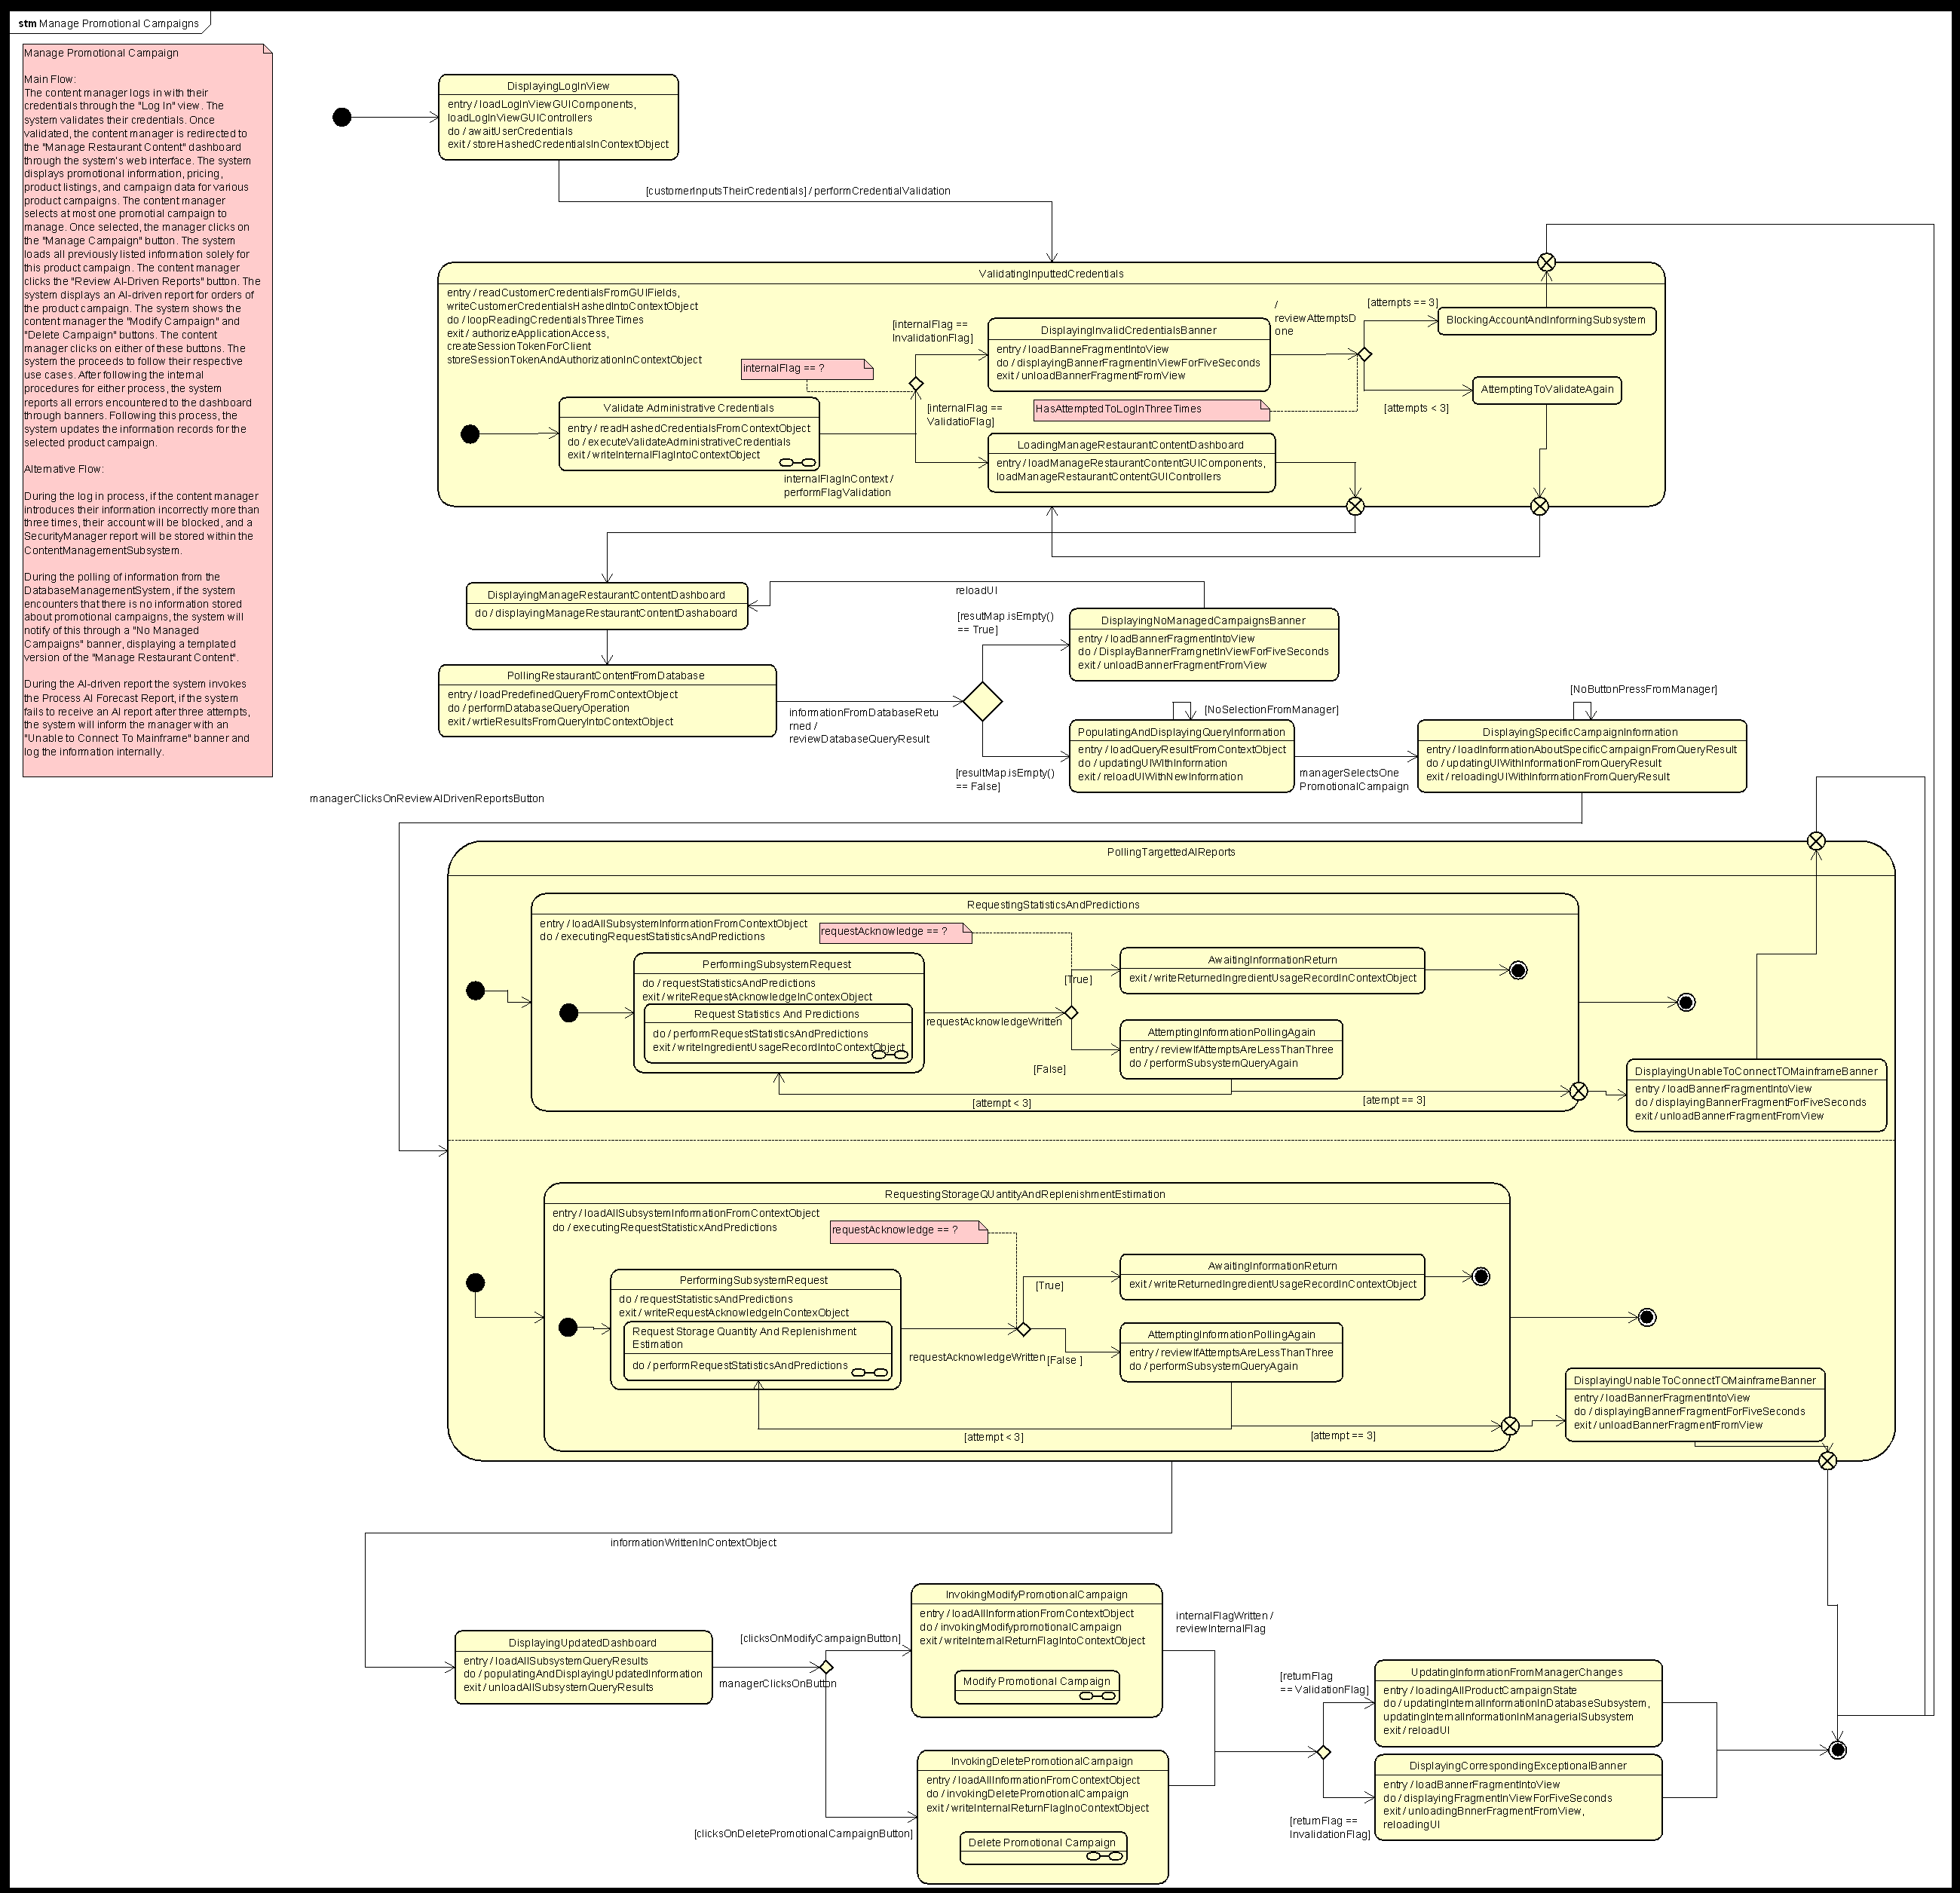 stm Manage Promotional Campaigns
Manage Promotional Campaign
Main Flow:
The content manager logs in with their
credentials through the "Log In" view. The
system validates their credentials. Once
validated, the content manager is redirected to
the "Manage Restaurant Content" dashboard
through the system's web interface. The system
displays promotional information, pricing,
product listings, and campaign data for various
product campaigns. The content manager
selects at most one promotial campaign to
manage. Once selected, the manager clicks on
the "Manage Campaign" button. The system
loads all previously listed information solely for
this product campaign. The content manager
clicks the "Review AI-Driven Reports" button. The
system displays an AI-driven report for orders of
the product campaign. The system shows the
content manager the "Modify Campaign" and
"Delete Campaign" buttons. The content
manager clicks on either of these buttons. The
system the proceeds to follow their respective
use cases. After following the internal
procedures for either process, the system
reports all errors encountered to the dashboard
through banners. Following this process, the
system updates the information records for the
selected product campaign.
Alternative Flow:
During the log in process, if the content manager
introduces their information incorrectly more than
three times, their account will be blocked, and a
SecurityManager report will be stored within the
ContentManagementSubsystem.
During the polling of information from the
DatabaseManagementSystem, if the system
encounters that there is no information stored
about promotional campaigns, the system will
notify of this through a "No Managed
Campaigns" banner, displaying a templated
version of the "Manage Restaurant Content".
During the AI-driven report the system invokes
the Process AI Forecast Report, if the system
fails to receive an AI report after three attempts,
the system will inform the manager with an
"Unable to Connect To Mainframe" banner and
log the information internally.
DisplayingLogInView
entry / loadLogInViewGUIComponents,
loadLogInViewGUIControllers
do / awaitUserCredentials
exit / storeHashedCredentialsInContextObject
[customerInputsTheirCredentials] / performCredentialValidation
ValidatingInputtedCredentials
entry / readCustomerCredentialsFromGUIFields,
writeCustomerCredentialsHashedIntoContextObject
do / loopReadingCredentialsThreeTimes
exit / authorizeApplicationAccess,
createSessionTokenForClient
storeSessionTokenAndAuthorizationInContextObject
internalFlag == ?
Validate Administrative Credentials
entry / readHashedCredentialsFromContextObject
do / executeValidateAdministrativeCredentials
exit / writeInternalFlagIntoContextObject
internalFlagInContext /
performFlagValidation
[internalFlag ==
InvalidationFlag]
[internalFlag ==
ValidatioFlag]
DisplayingInvalidCredentialsBanner
entry / loadBanneFragmentIntoView
do / displayingBannerFragmentInViewForFiveSeconds
exit / unloadBannerFragmentFromView
HasAttemptedToLogInThreeTimes
LoadingManageRestaurantContentDashboard
entry / loadManageRestaurantContentGUIComponents,
loadManageRestaurantContentGUIControllers
/
reviewAttemptsD
one
[attempts == 3]
BlockingAccountAndInformingSubsystem
AttemptingToValidateAgain
[attempts < 3]
DisplayingManageRestaurantContentDashboard
do / displayingManageRestaurantContentDashaboard
reloadUI
PollingRestaurantContentFromDatabase
entry / loadPredefinedQueryFromContextObject
do / performDatabaseQueryOperation
exit / wrtieResultsFromQueryIntoContextObject
informationFromDatabaseRetu
rned /
reviewDatabaseQueryResult
[resutMap.isEmpty()
== True]
[resultMap.isEmpty()
== False]
DisplayingNoManagedCampaignsBanner
entry / loadBannerFragmentIntoView
do / DisplayBannerFramgnetInViewForFiveSeconds
exit / unloadBannerFragmentFromView
[NoSelectionFromManager]
PopulatingAndDisplayingQueryInformation
entry / loadQueryResultFromContextObject
do / updatingUIWithInformation
exit / reloadUIWithNewInformation
managerSelectsOne
PromotionalCampaign
[NoButtonPressFromManager]
DisplayingSpecificCampaignInformation
entry / loadInformationAboutSpecificCampaignFromQueryResult
do / updatingUIWithInformationFromQueryResult
exit / reloadingUIWithInformationFromQueryResult
managerClicksOnReviewAIDrivenReportsButton
PollingTargettedAIReports
RequestingStatisticsAndPredictions
entry / loadAllSubsystemInformationFromContextObject
do / executingRequestStatisticsAndPredictions
requestAcknowledge == ?
PerformingSubsystemRequest
do / requestStatisticsAndPredictions
exit / writeRequestAcknowledgeInContexObject
Request Statistics And Predictions
do / performRequestStatisticsAndPredictions
exit / writeIngredientUsageRecordIntoContextObject
requestAcknowledgeWritten
[True]
[False]
AwaitingInformationReturn
exit / writeReturnedIngredientUsageRecordInContextObject
AttemptingInformationPollingAgain
entry / reviewIfAttemptsAreLessThanThree
do / performSubsystemQueryAgain
[attempt < 3]
[atempt == 3]
DisplayingUnableToConnectTOMainframeBanner
entry / loadBannerFragmentIntoView
do / displayingBannerFragmentForFiveSeconds
exit / unloadBannerFragmentFromView
RequestingStorageQUantityAndReplenishmentEstimation
entry / loadAllSubsystemInformationFromContextObject
do / executingRequestStatisticxAndPredictions
requestAcknowledge == ?
PerformingSubsystemRequest
do / requestStatisticsAndPredictions
exit / writeRequestAcknowledgeInContexObject
Request Storage Quantity And Replenishment
Estimation
do / performRequestStatisticsAndPredictions
requestAcknowledgeWritten
[True]
[False ]
AwaitingInformationReturn
exit / writeReturnedIngredientUsageRecordInContextObject
AttemptingInformationPollingAgain
entry / reviewIfAttemptsAreLessThanThree
do / performSubsystemQueryAgain
[attempt < 3]
[attempt == 3]
DisplayingUnableToConnectTOMainframeBanner
entry / loadBannerFragmentIntoView
do / displayingBannerFragmentForFiveSeconds
exit / unloadBannerFragmentFromView
informationWrittenInContextObject
DisplayingUpdatedDashboard
entry / loadAllSubsystemQueryResults
do / populatingAndDisplayingUpdatedInformation
exit / unloadAllSubsystemQueryResults
managerClicksOnButton
[clicksOnModifyCampaignButton]
[clicksOnDeletePromotionalCampaignButton]
InvokingModifyPromotionalCampaign
entry / loadAllInformationFromContextObject
do / invokingModifypromotionalCampaign
exit / writeInternalReturnFlagIntoContextObject
Modify Promotional Campaign
InvokingDeletePromotionalCampaign
entry / loadAllInformationFromContextObject
do / invokingDeletePromotionalCampaign
exit / writeInternalReturnFlagInoContextObject
Delete Promotional Campaign
internalFlagWritten /
reviewInternalFlag
[returnFlag
== ValidationFlag]
[returnFlag ==
InvalidationFlag]
UpdatingInformationFromManagerChanges
entry / loadingAllProductCampaignState
do / updatingInternalInformationInDatabaseSubsystem,
updatingInternalInformationInManagerialSubsystem
exit / reloadUI
DisplayingCorrespondingExceptionalBanner
entry / loadBannerFragmentIntoView
do / displayingFragmentInViewForFiveSeconds
exit / unloadingBnnerFragmentFromView,
reloadingUI